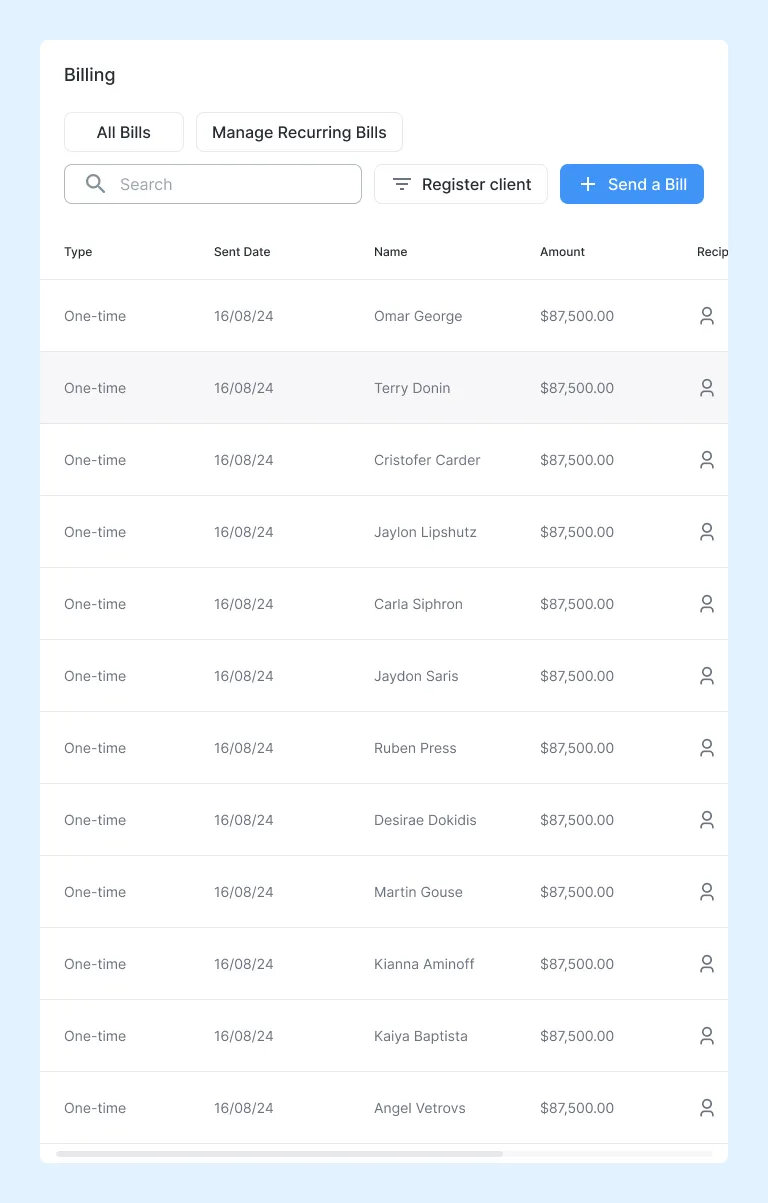 Billing
All Bills Manage Recurring Bills
Search Register client Send a Bill
Type Sent Date Name Amount Recip
One-time 16/08/24 Omar George $87,500.00
One-time 16/08/24 Terry Donin $87,500.00
One-time 16/08/24 Cristofer Carder $87,500.00
One-time 16/08/24 Jaylon Lipshutz $87,500.00
One-time 16/08/24 Carla Siphron $87,500.00
One-time 16/08/24 Jaydon Saris $87,500.00
One-time 16/08/24 Ruben Press $87,500.00
One-time 16/08/24 Desirae Dokidis $87,500.00
One-time 16/08/24 Martin Gouse $87,500.00
One-time 16/08/24 Kianna Aminoff $87,500.00
One-time 16/08/24 Kaiya Baptista $87,500.00
One-time 16/08/24 Angel Vetrovs $87,500.00